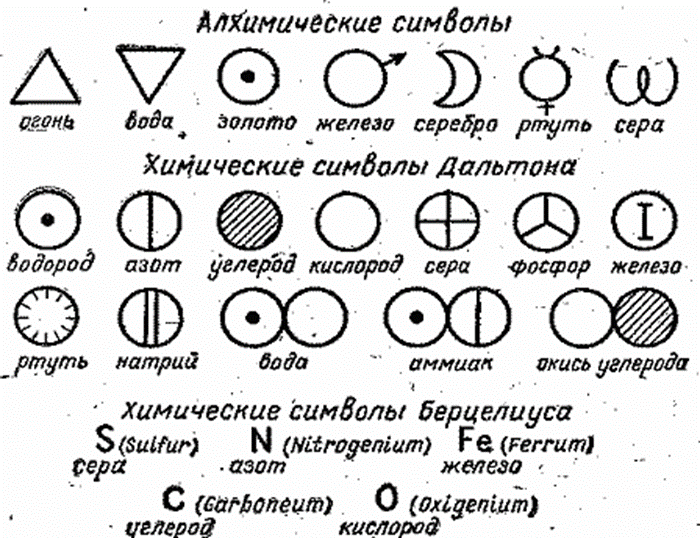 Алхимические символы
огонь вода золото железо серебро ртуть сера
Химические символы Дальтона
водород азот углерод кислород сера фосфор железо
ртуть натрий вода аммиак окись углерода
Химические символы Берцелиуса
S (Sulfur) N (Nitrogenium) Fe (Ferrum)
сера азот железо
C (Carboneum) O (Oxigenium)
углерод кислород